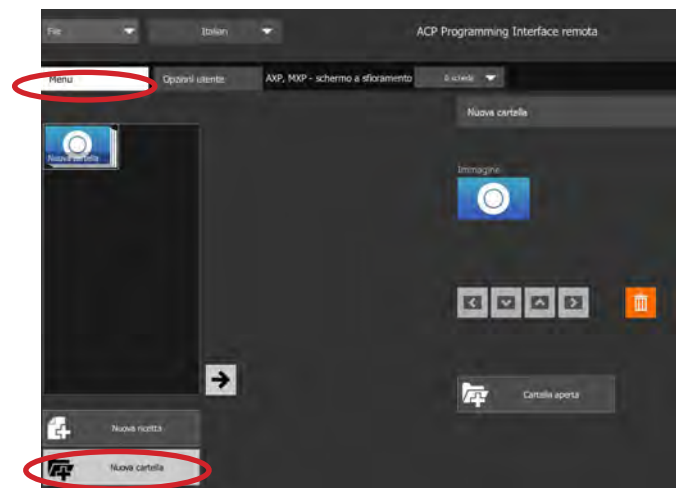 File
Italian
ACP Programming Interface remota
Menu
Opzioni utente
AXP, MXP - schermo a sfioramento
Nuova cartella
Nuova cartella
Immagine
Nuova ricetta
Cartella aperta
Nuova cartella